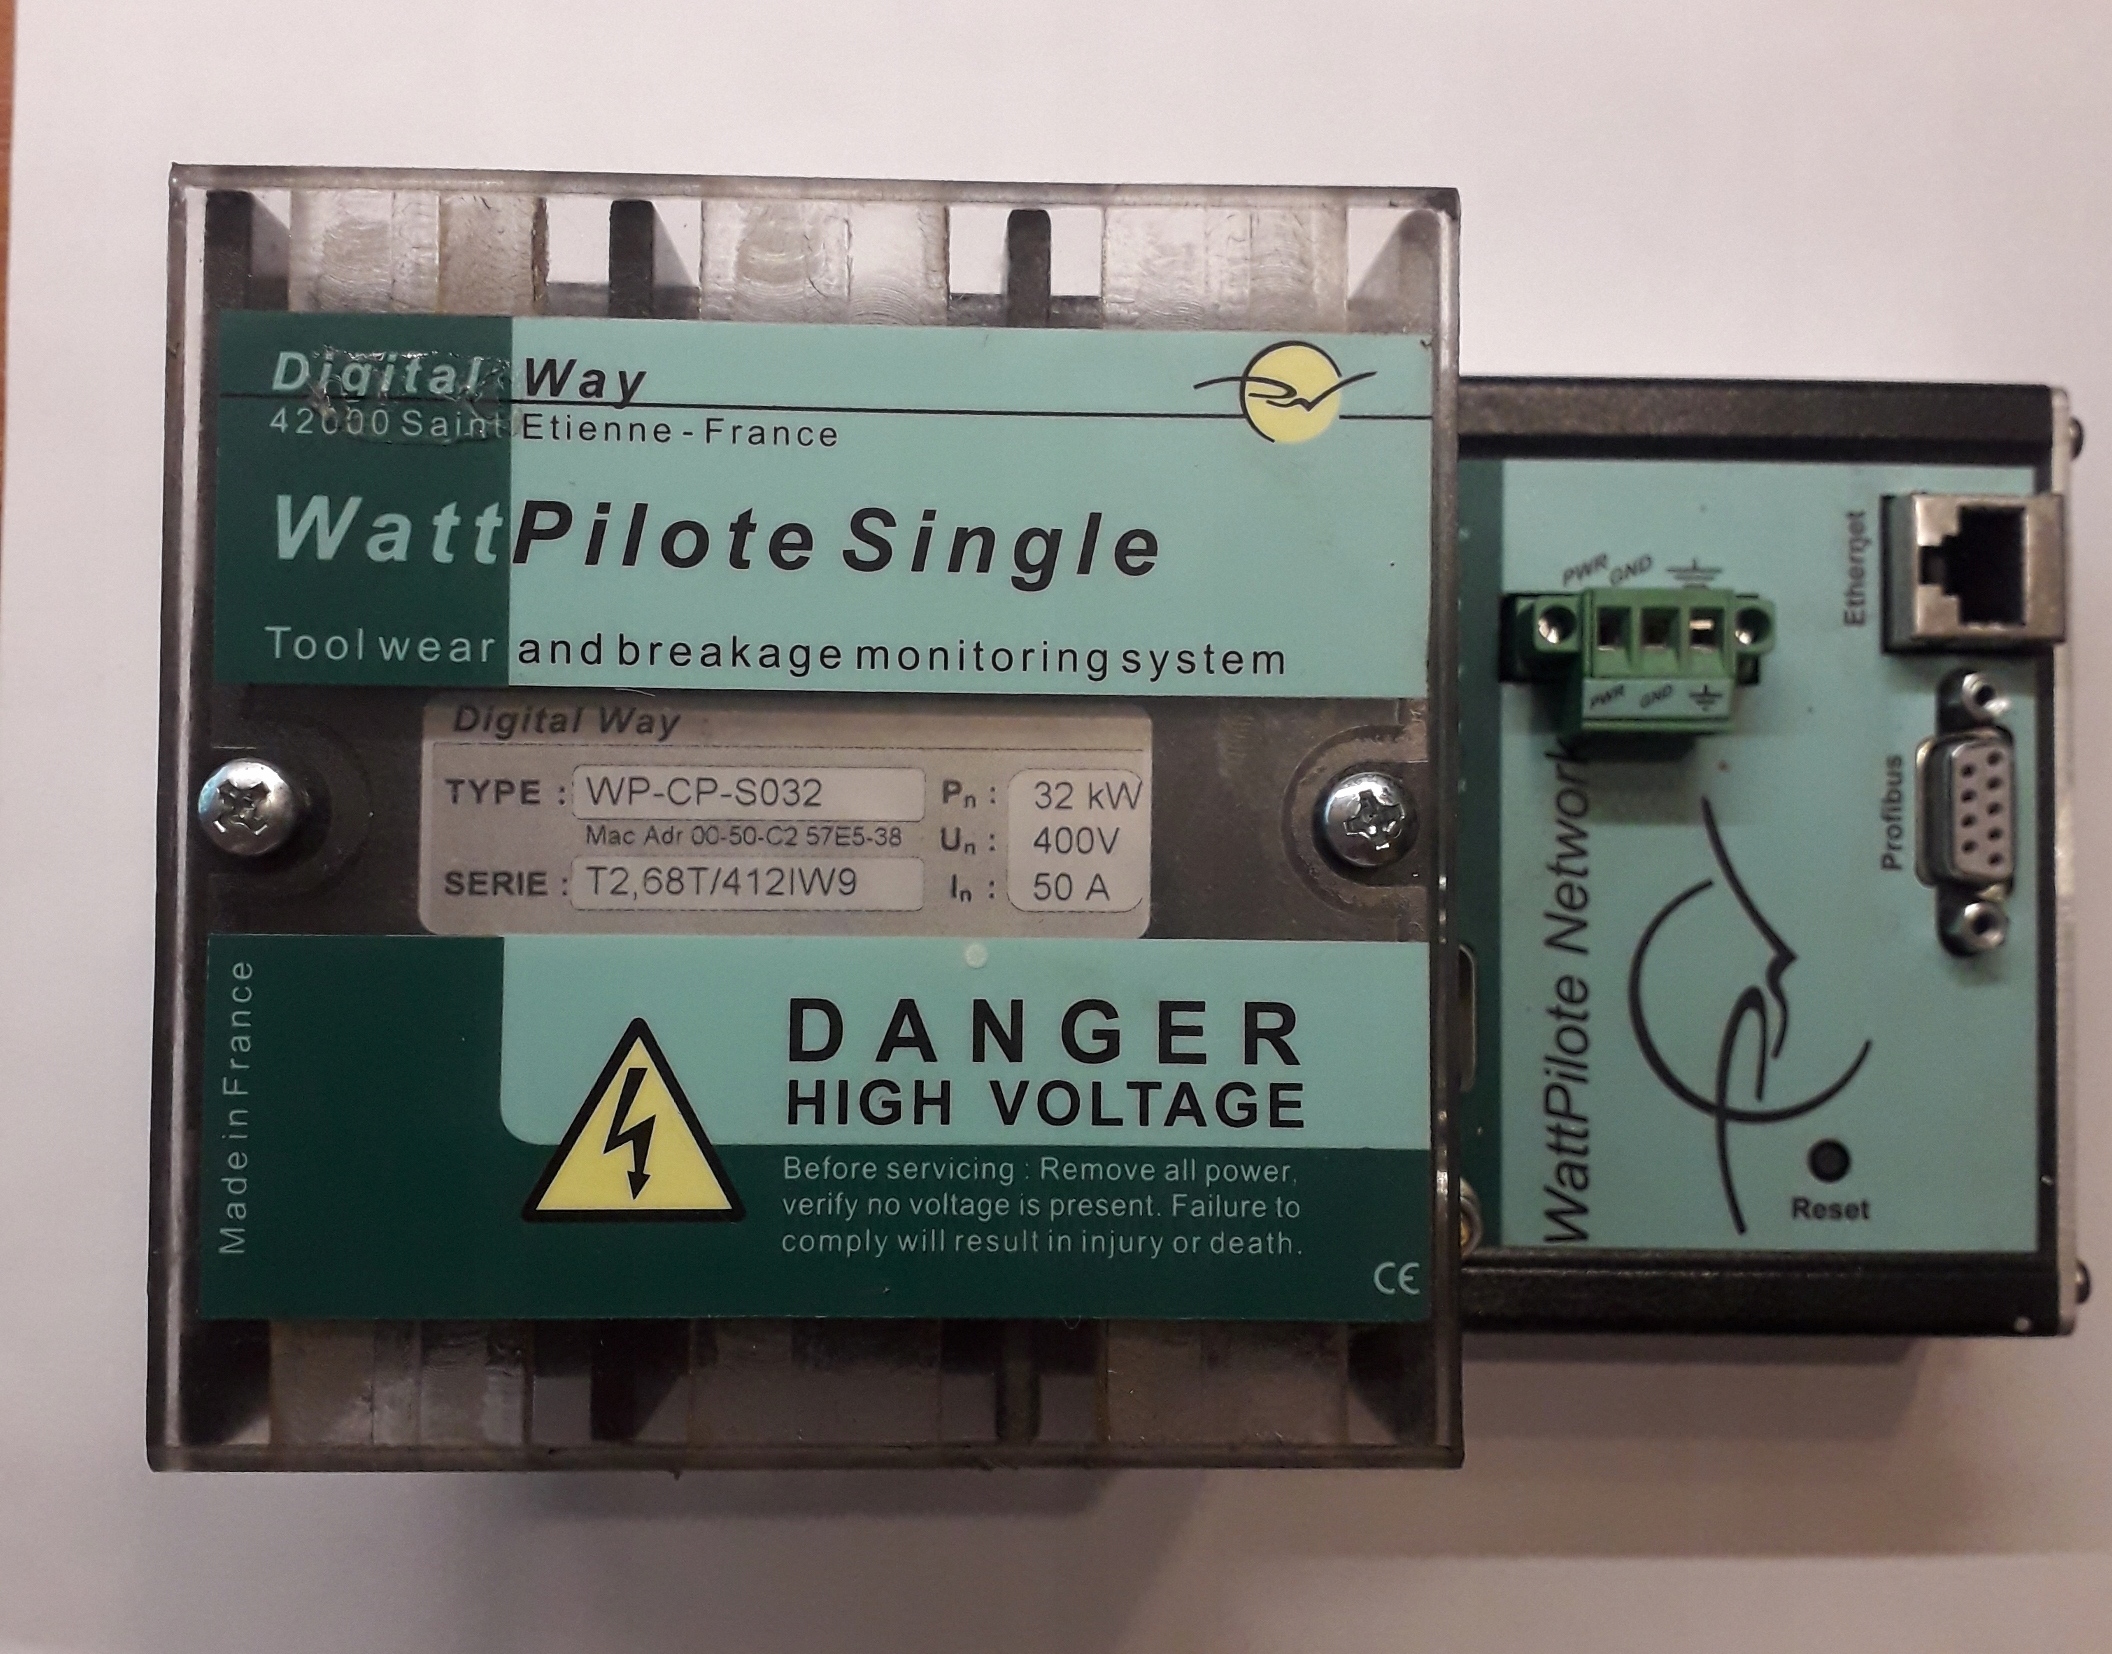 Digital Way
42000 Saint Etienne - France
WattPilote Single
Tool wear and breakage monitoring system
Digital Way
TYPE : WP-CP-S032
Mac Adr 00-50-C2 57E5-38
SERIE : T2,68T/412IW9
Pn : 32 kW
Un : 400V
In : 50 A
Made in France
DANGER
HIGH VOLTAGE
Before servicing : Remove all power,
verify no voltage is present. Failure to
comply will result in injury or death.
CE
PWR GND
PWR GND
Etherget
Profibus
WattPilote Network
Reset